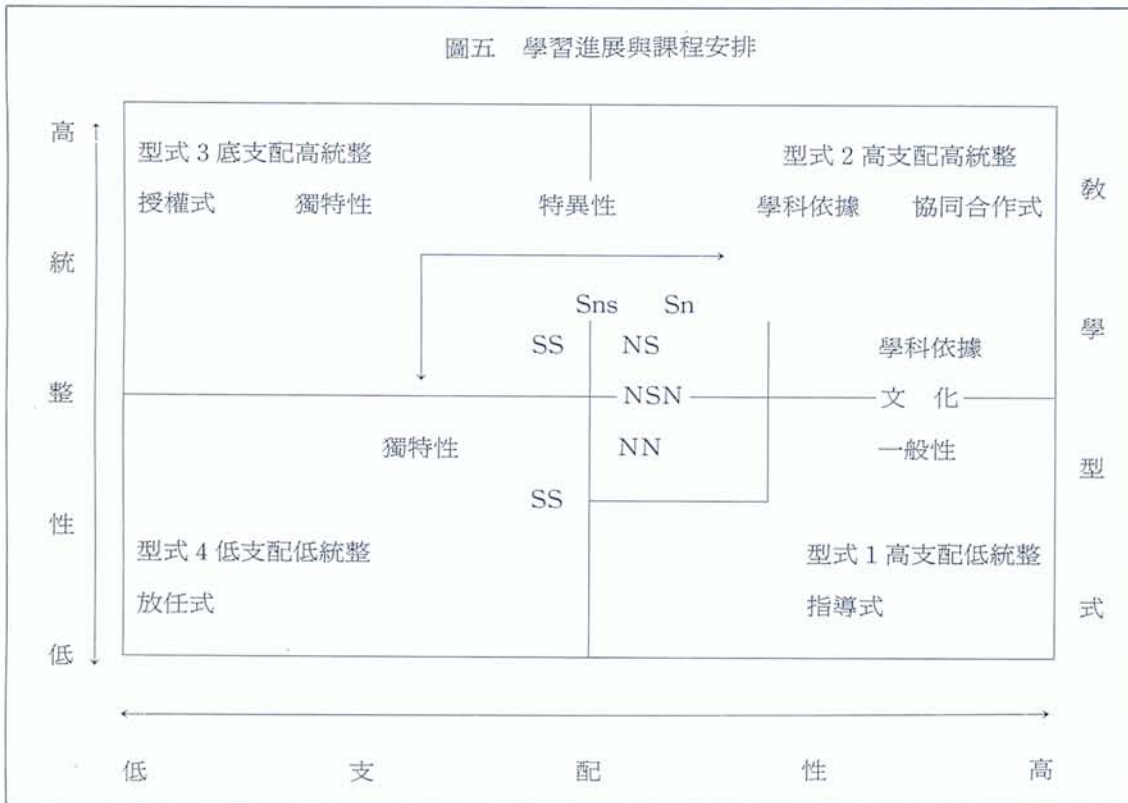 圖五 學習進展與課程安排
高統整性低
型式 3 底支配高統整
授權式 獨特性 特異性
型式 2 高支配高統整
學科依據 協同合作式
Sns Sn
SS NS
學科依據
NSN
文 化
獨特性
NN
一般性
SS
型式 4 低支配低統整
放任式
型式 1 高支配低統整
指導式
教學型式
低 支 配 性 高